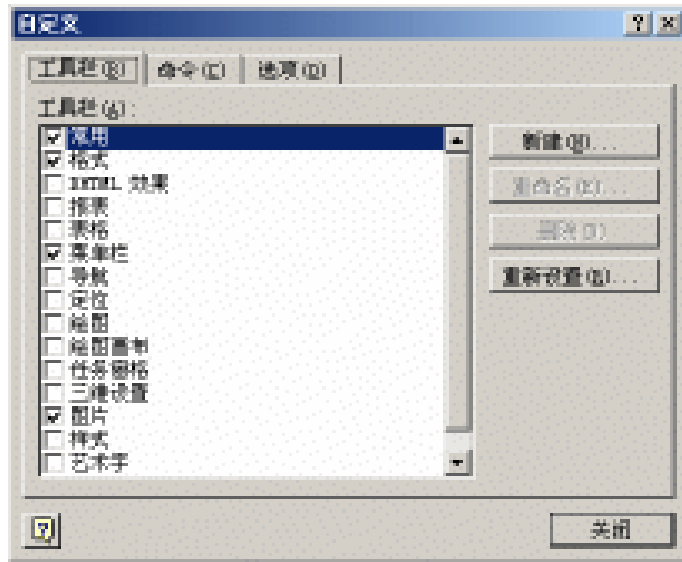 自定义
工具栏(B) 命令(C) 选项(O)
工具栏(A):
常用
格式
DHTML 效果
报表
表格
菜单栏
导航
定位
绘图
绘图画布
任务窗格
三维设置
图片
样式
艺术字
新建(N)...
重命名(E)...
删除(D)
重新设置(R)...
关闭